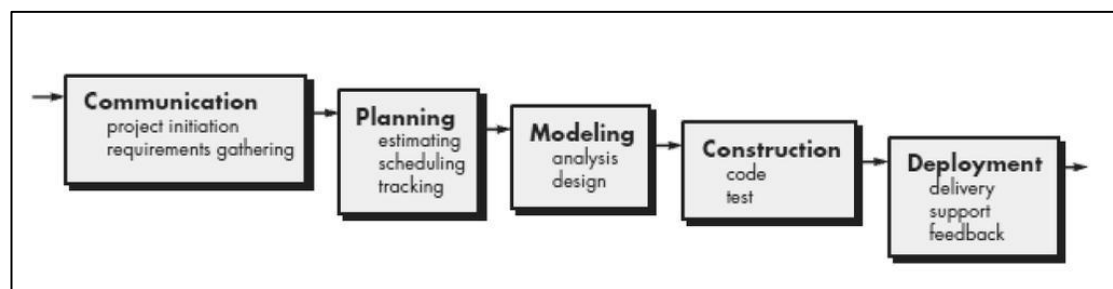 Communication
project initiation
requirements gathering
Planning
estimating
scheduling
tracking
Modeling
analysis
design
Construction
code
test
Deployment
delivery
support
feedback